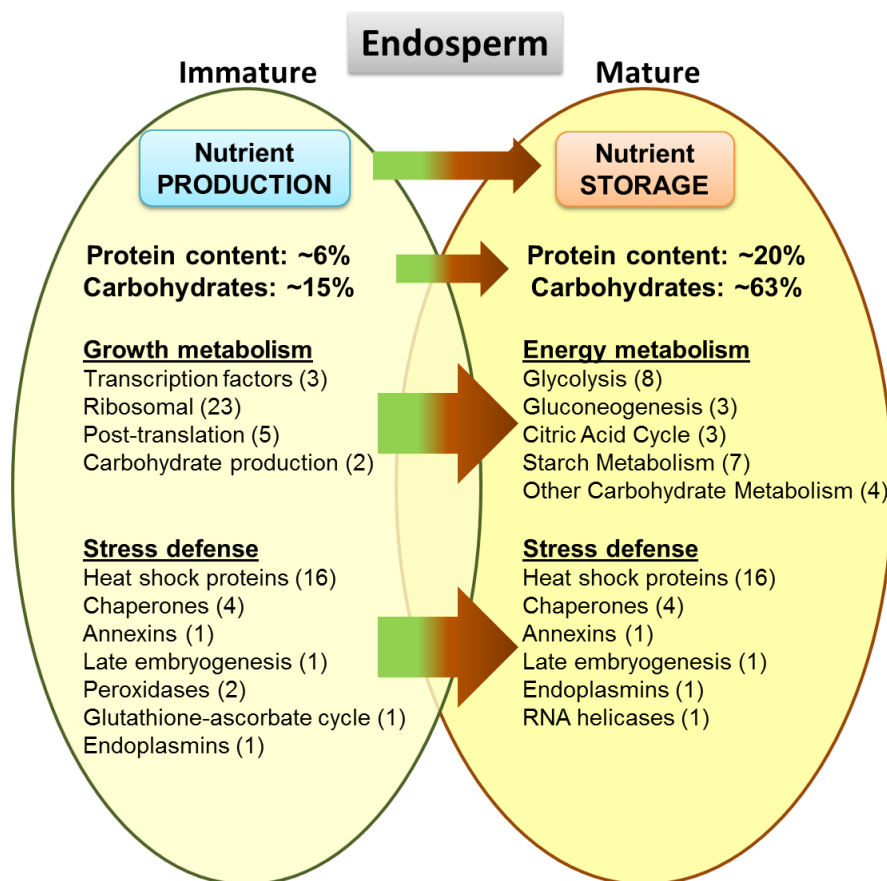 Endosperm
Immature
Mature
Nutrient
PRODUCTION
Nutrient
STORAGE
Protein content: ~6%
Carbohydrates: ~15%
Protein content: ~20%
Carbohydrates: ~63%
Growth metabolism
Transcription factors (3)
Ribosomal (23)
Post-translation (5)
Carbohydrate production (2)
Energy metabolism
Glycolysis (8)
Gluconeogenesis (3)
Citric Acid Cycle (3)
Starch Metabolism (7)
Other Carbohydrate Metabolism (4)
Stress defense
Heat shock proteins (16)
Chaperones (4)
Annexins (1)
Late embryogenesis (1)
Peroxidases (2)
Glutathione-ascorbate cycle (1)
Endoplasmins (1)
Stress defense
Heat shock proteins (16)
Chaperones (4)
Annexins (1)
Late embryogenesis (1)
Endoplasmins (1)
RNA helicases (1)